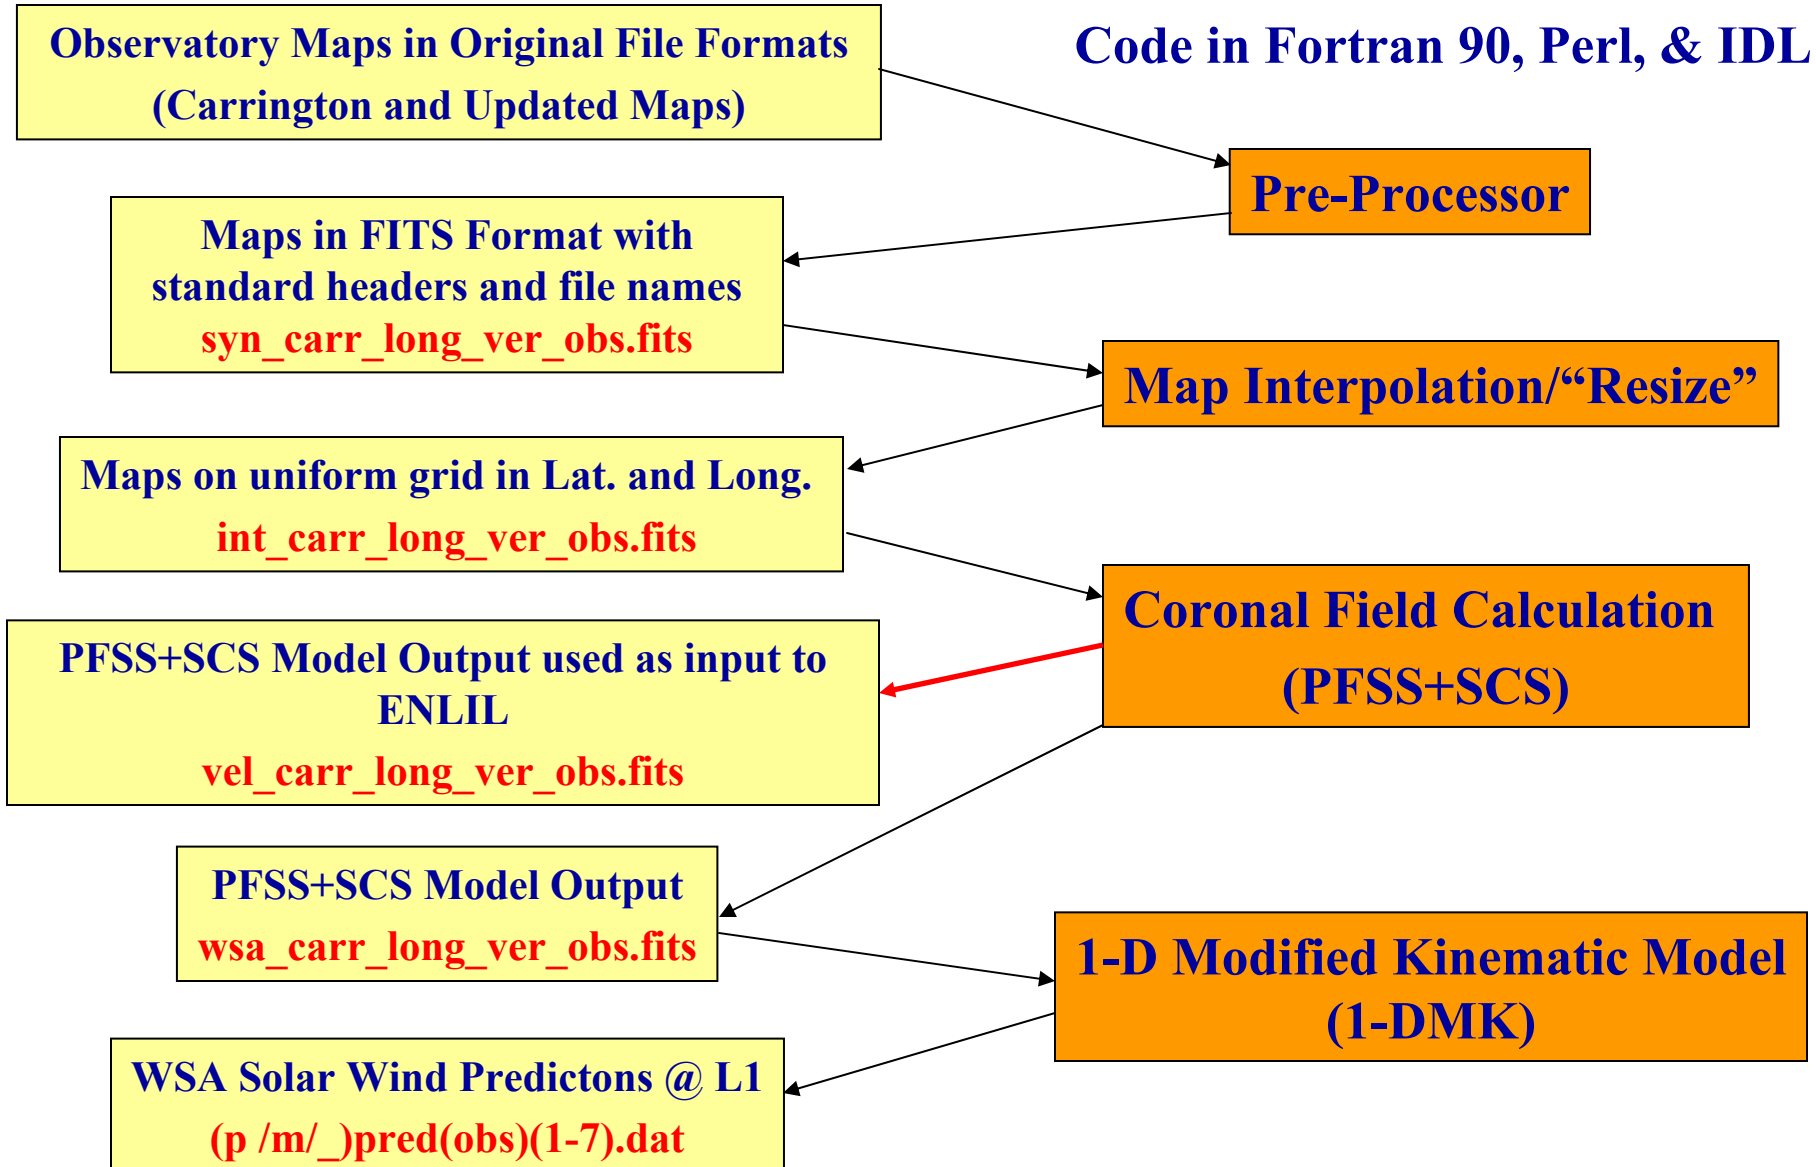 Observatory Maps in Original File Formats
(Carrington and Updated Maps)
Code in Fortran 90, Perl, & IDL
Pre-Processor
Maps in FITS Format with
standard headers and file names
syn_carr_long_ver_obs.fits
Map Interpolation/“Resize”
Maps on uniform grid in Lat. and Long.
int_carr_long_ver_obs.fits
Coronal Field Calculation
(PFSS+SCS)
PFSS+SCS Model Output used as input to
ENLIL
vel_carr_long_ver_obs.fits
PFSS+SCS Model Output
wsa_carr_long_ver_obs.fits
1-D Modified Kinematic Model
(1-DMK)
WSA Solar Wind Predictons @ L1
(p /m/_)pred(obs)(1-7).dat